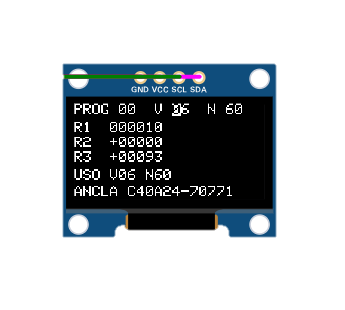 GND VCC SCL SDA
PROG 00 V 06 N 60
R1 000010
R2 +00000
R3 +00093
USO V06 N60
ANCLA C40A24-70771